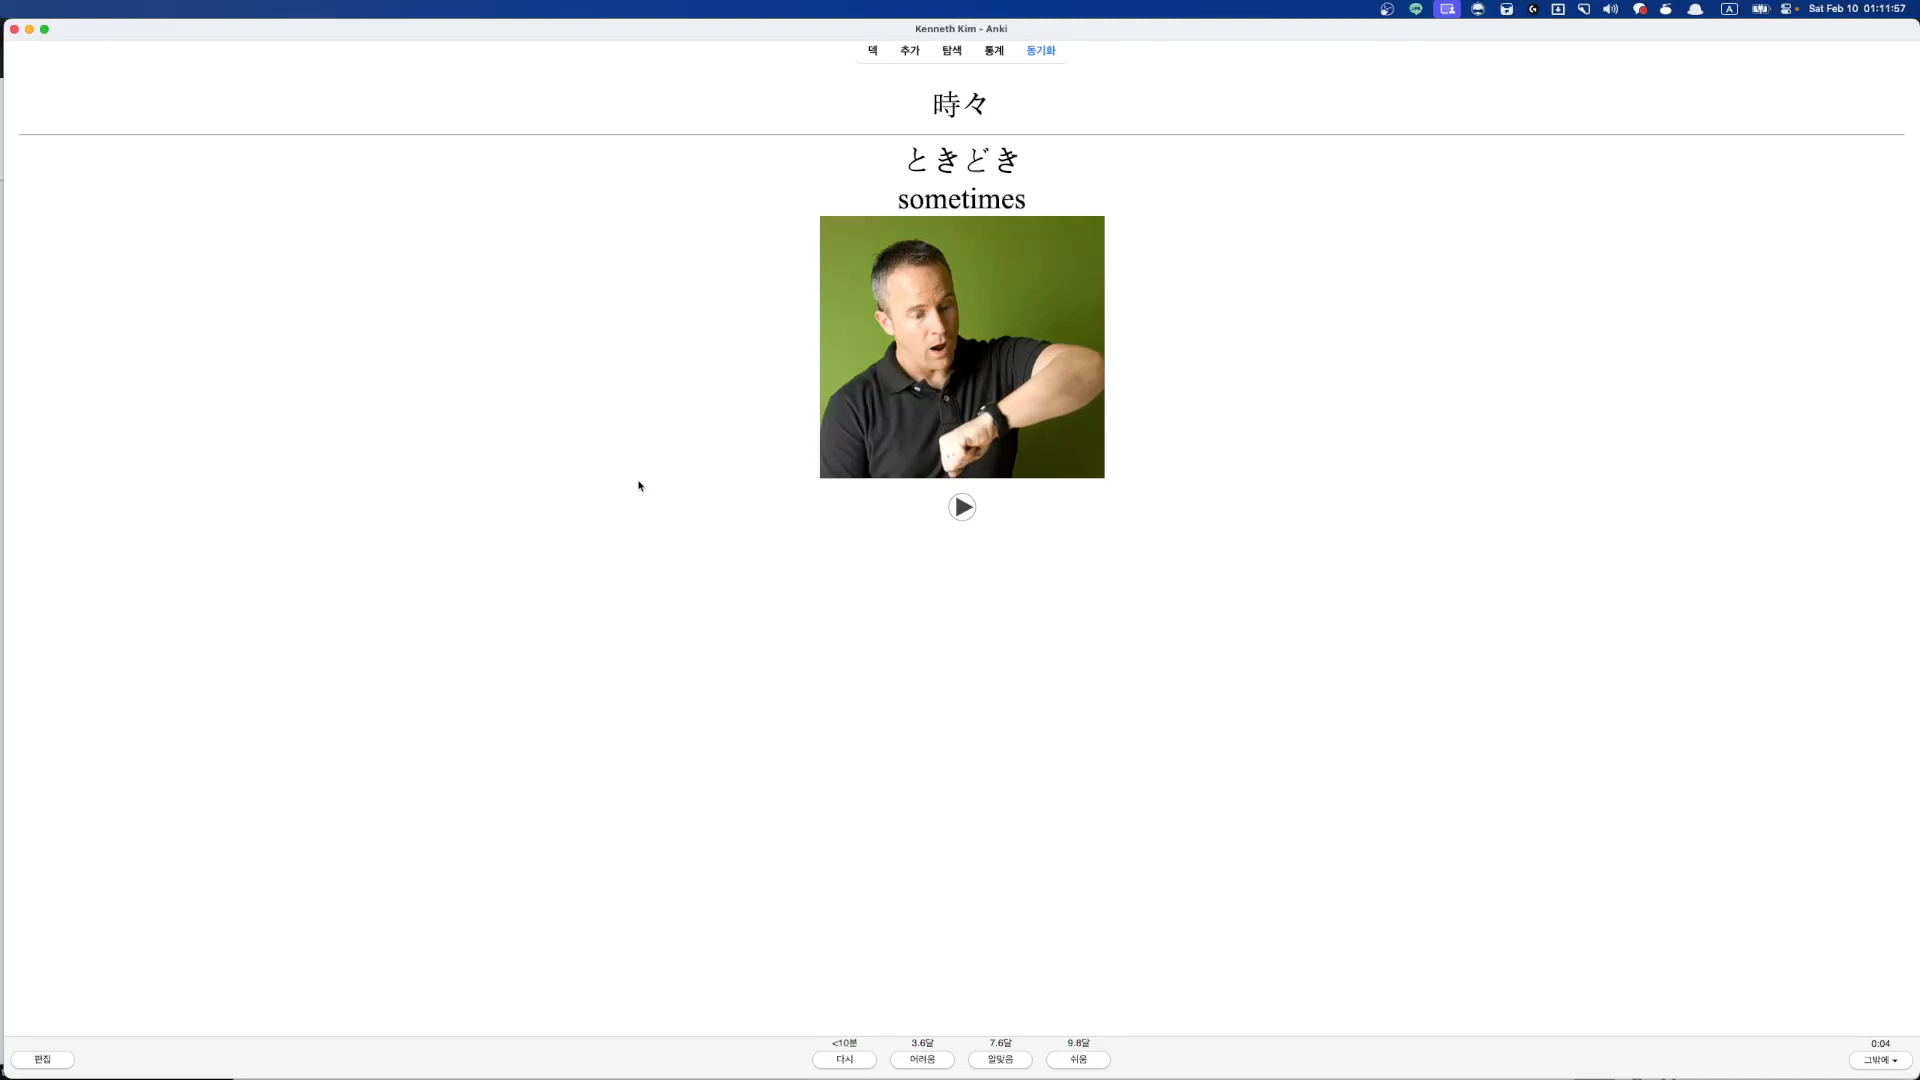 Sat Feb 10 01:11:57
Kenneth Kim - Anki
덱 추가 탐색 통계 동기화
時々
ときどき
sometimes
<10분 3.6달 7.6달 9.8달 0:04
편집 다시 어려움 알맞음 쉬움 그밖에